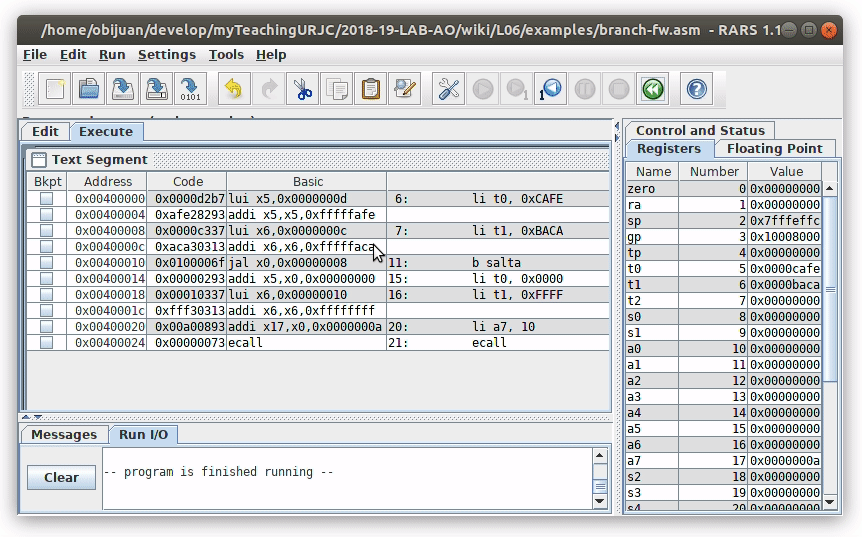 /home/obijuan/develop/myTeachingURJC/2018-19-LAB-AO/wiki/L06/examples/branch-fw.asm - RARS 1.1
File Edit Run Settings Tools Help
0101
1
1
?
Edit Execute
Text Segment
Bkpt Address Code Basic
0x00400000 0x0000d2b7 lui x5,0x0000000d 6: li t0, 0xCAFE
0x00400004 0xafe28293 addi x5,x5,0xfffffafe
0x00400008 0x0000c337 lui x6,0x0000000c 7: li t1, 0xBACA
0x0040000c 0xaca30313 addi x6,x6,0xfffffaca
0x00400010 0x0100006f jal x0,0x00000008 11: b salta
0x00400014 0x00000293 addi x5,x0,0x00000000 15: li t0, 0x0000
0x00400018 0x00010337 lui x6,0x00000010 16: li t1, 0xFFFF
0x0040001c 0xfff30313 addi x6,x6,0xffffffff
0x00400020 0x00a00893 addi x17,x0,0x0000000a 20: li a7, 10
0x00400024 0x00000073 ecall 21: ecall
Messages Run I/O
Clear
-- program is finished running --
Control and Status
Registers Floating Point
Name Number Value
zero 0 0x00000000
ra 1 0x00000000
sp 2 0x7fffeffc
gp 3 0x10008000
tp 4 0x00000000
t0 5 0x0000cafe
t1 6 0x0000baca
t2 7 0x00000000
s0 8 0x00000000
s1 9 0x00000000
a0 10 0x00000000
a1 11 0x00000000
a2 12 0x00000000
a3 13 0x00000000
a4 14 0x00000000
a5 15 0x00000000
a6 16 0x00000000
a7 17 0x0000000a
s2 18 0x00000000
s3 19 0x00000000
s4 20 0x00000000